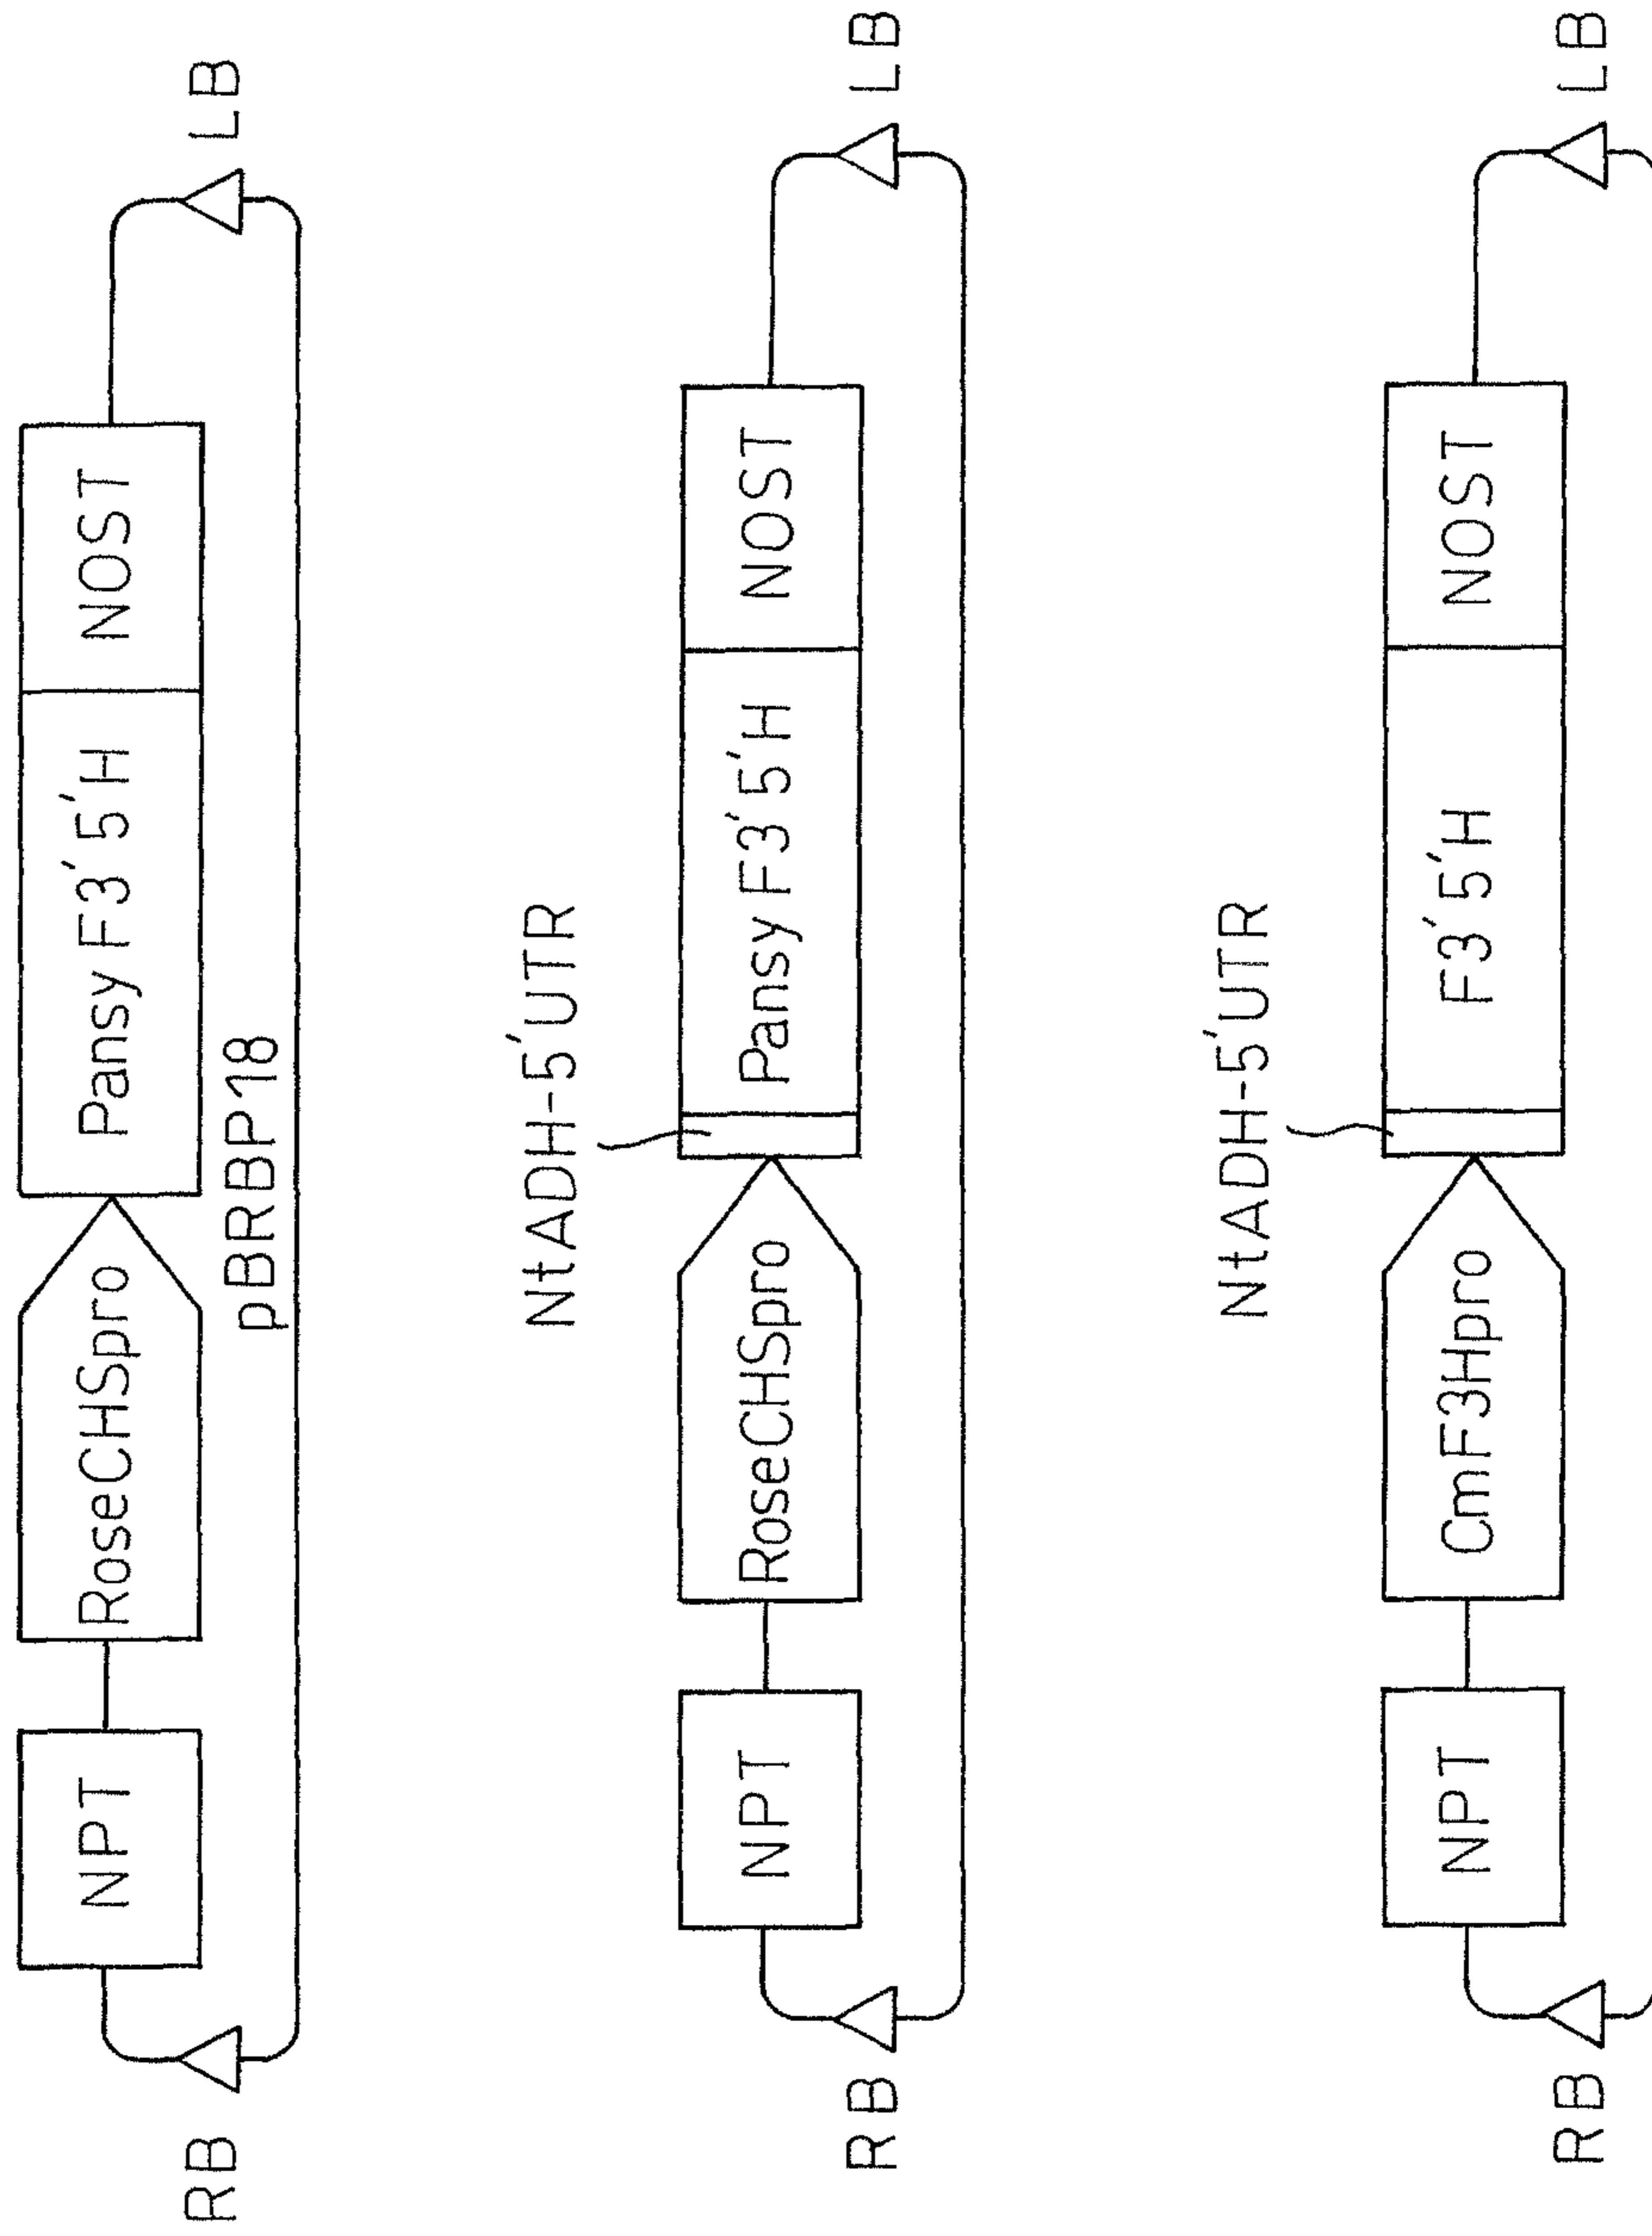 RB
NPT
RoseCHSpro
Pansy F3´5´H
NOST
LB
pBRBP18
NtADH-5´UTR
RB
NPT
RoseCHSpro
Pansy F3´5´H
NOST
LB
NtADH-5´UTR
RB
NPT
CmF3Hpro
F3´5´H
NOST
LB